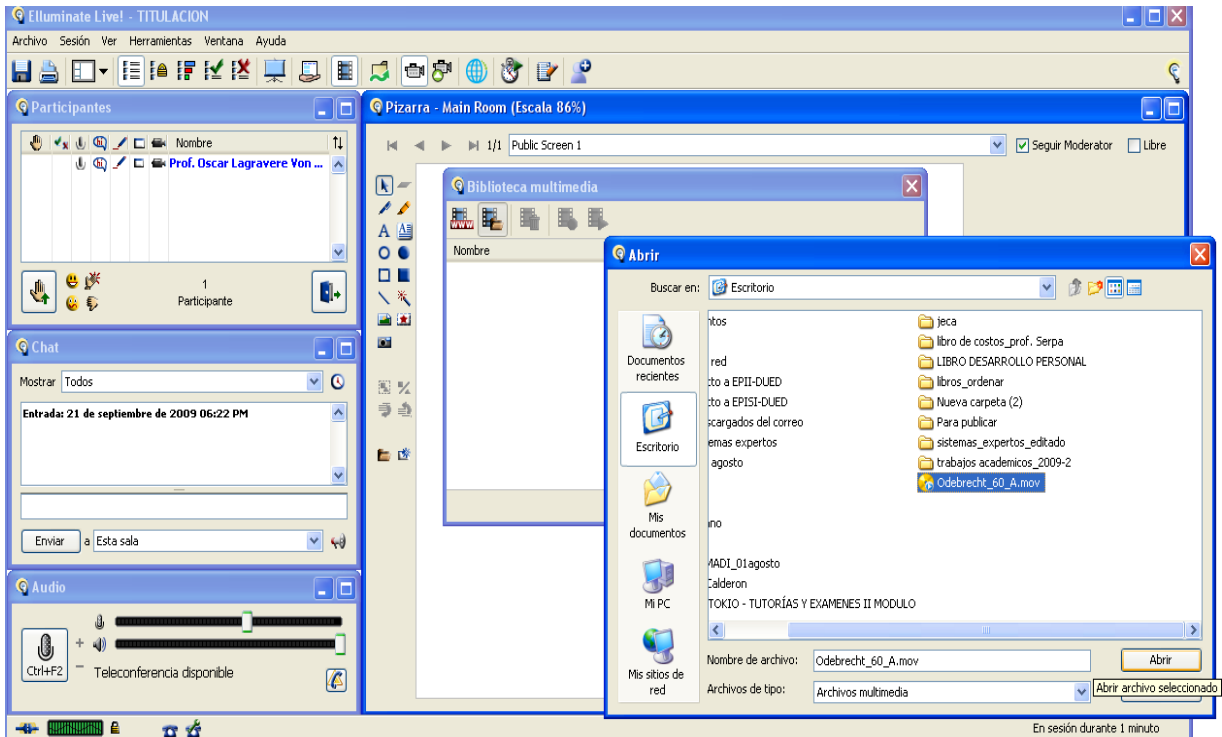 Elluminate Live! - TITULACION
Archivo Sesión Ver Herramientas Ventana Ayuda
Participantes
Nombre
Prof. Oscar Lagravere Von ...
1
Participante
Chat
Mostrar Todos
Entrada: 21 de septiembre de 2009 06:22 PM
Enviar a Esta sala
Audio
Ctrl+F2
Teleconferencia disponible
Pizarra - Main Room (Escala 86%)
1/1 Public Screen 1 Seguir Moderator Libre
A
Biblioteca multimedia
www
Nombre
Abrir
Buscar en: Escritorio
Documentos recientes
Escritorio
Mis documentos
Mi PC
Mis sitios de red
ntos
red
cto a EPII-DUED
cto a EPISI-DUED
scargados del correo
emas expertos
agosto
ano
MADI_01agosto
Calderon
TOKIO - TUTORÍAS Y EXAMENES II MODULO
jeca
libro de costos_prof. Serpa
LIBRO DESARROLLO PERSONAL
libros_ordenar
Nueva carpeta (2)
Para publicar
sistemas_expertos_editado
trabajos academicos_2009-2
Odebrecht_60_A.mov
Nombre de archivo: Odebrecht_60_A.mov Abrir
Archivos de tipo: Archivos multimedia
Abrir archivo seleccionado
En sesión durante 1 minuto